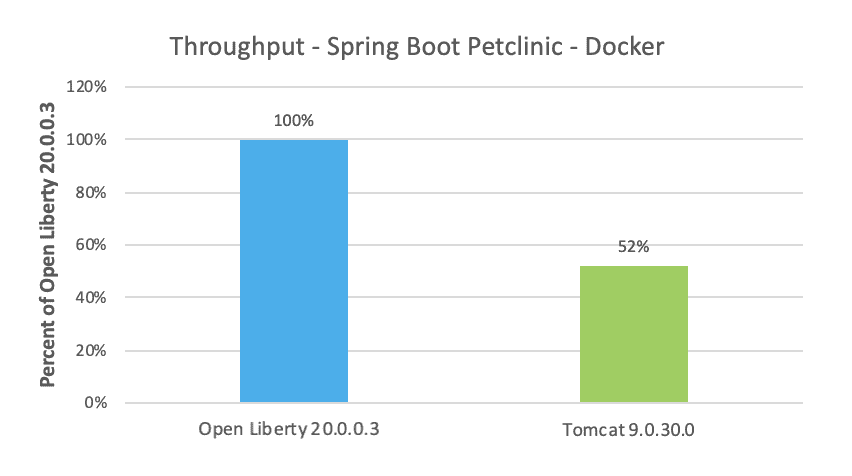 Throughput - Spring Boot Petclinic - Docker
Percent of Open Liberty 20.0.0.3
120%
100%
80%
60%
40%
20%
0%
100%
52%
Open Liberty 20.0.0.3
Tomcat 9.0.30.0